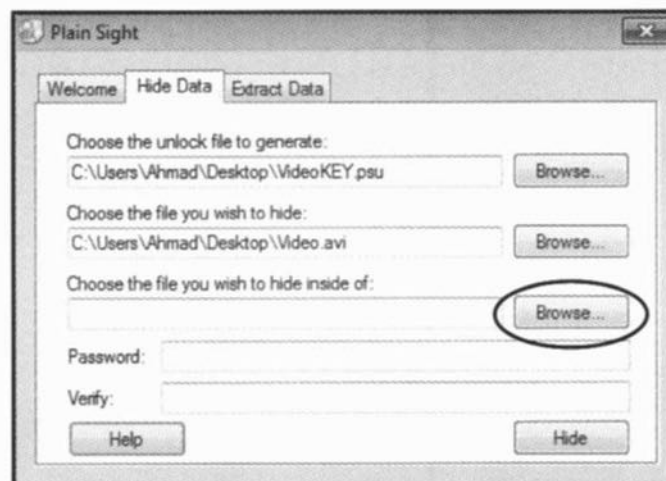 Plain Sight
Welcome Hide Data Extract Data
Choose the unlock file to generate:
C:\Users\Ahmad\Desktop\VideoKEY.psu Browse...
Choose the file you wish to hide:
C:\Users\Ahmad\Desktop\Video.avi Browse...
Choose the file you wish to hide inside of:
Browse...
Password:
Verify:
Help Hide